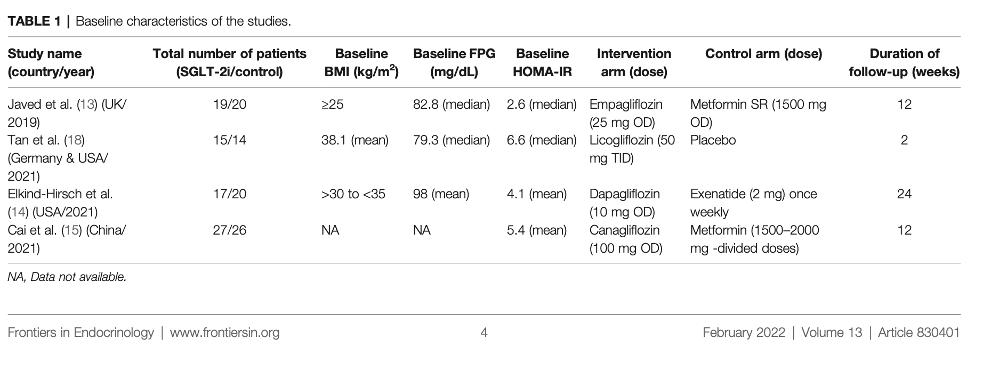 TABLE 1 | Baseline characteristics of the studies.
Study name Total number of patients Baseline Baseline FPG Baseline Intervention Control arm (dose) Duration of
(country/year) (SGLT-2i/control) BMI (kg/m²) (mg/dL) HOMA-IR arm (dose) follow-up (weeks)
Javed et al. (13) (UK/ 19/20 ≥25 82.8 (median) 2.6 (median) Empagliflozin Metformin SR (1500 mg 12
2019) (25 mg OD) OD)
Tan et al. (18) 15/14 38.1 (mean) 79.3 (median) 6.6 (median) Licogliflozin (50 Placebo 2
(Germany & USA/ mg TID)
2021)
Elkind-Hirsch et al. 17/20 >30 to <35 98 (mean) 4.1 (mean) Dapagliflozin Exenatide (2 mg) once 24
(14) (USA/2021) (10 mg OD) weekly
Cai et al. (15) (China/ 27/26 NA NA 5.4 (mean) Canagliflozin Metformin (1500–2000 12
2021) (100 mg OD) mg -divided doses)
NA, Data not available.
Frontiers in Endocrinology | www.frontiersin.org 4 February 2022 | Volume 13 | Article 830401